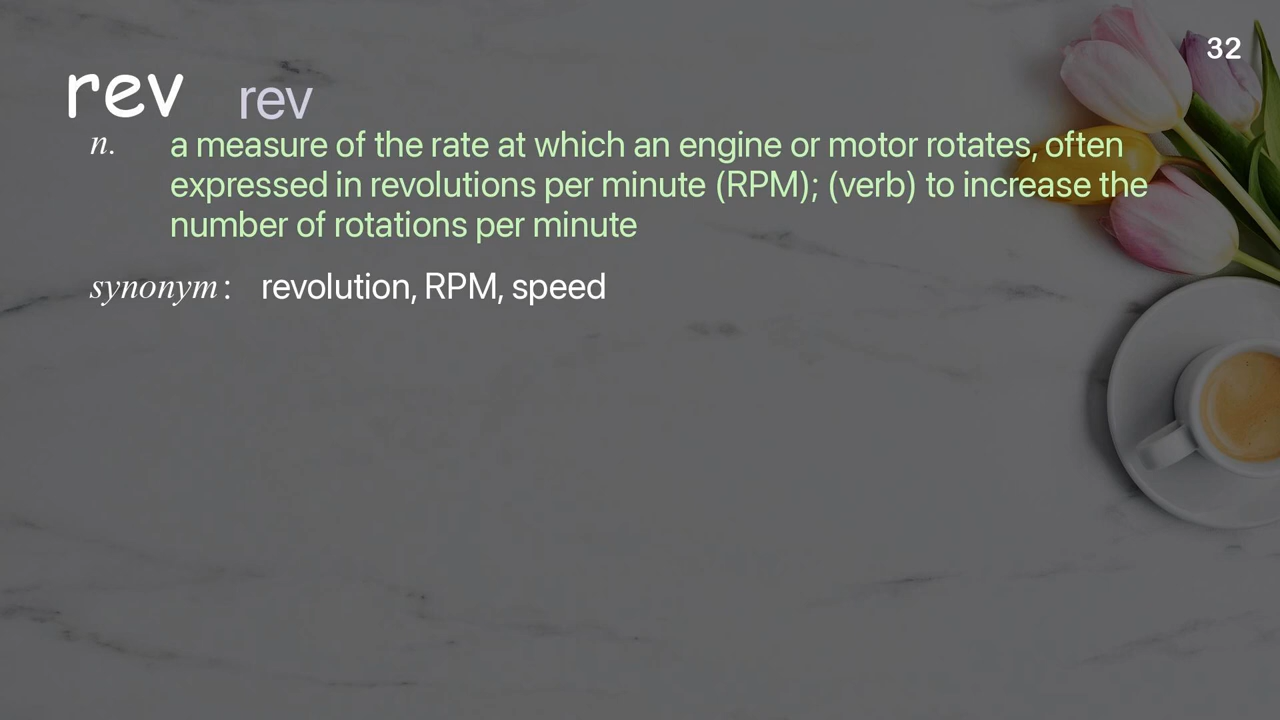 32
rev rev
n. a measure of the rate at which an engine or motor rotates, often
expressed in revolutions per minute (RPM); (verb) to increase the
number of rotations per minute
synonym: revolution, RPM, speed